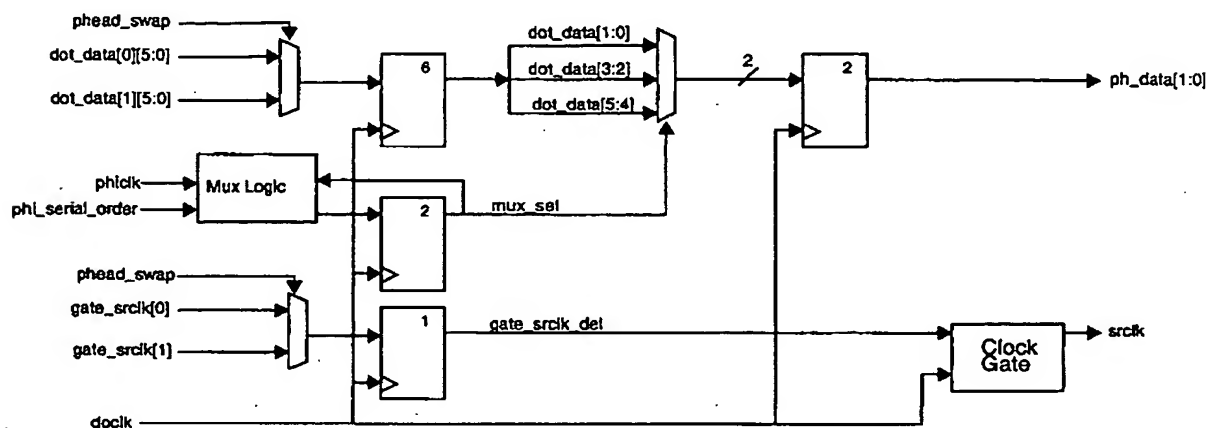 phead_swap
dot_data[0][5:0]
dot_data[1][5:0]
6
dot_data[1:0]
dot_data[3:2]
dot_data[5:4]
2
2
ph_data[1:0]
phiclk
phi_serial_order
Mux Logic
2
mux_sel
phead_swap
gate_srclk[0]
gate_srclk[1]
1
gate_srclk_del
Clock
Gate
srclk
doclk